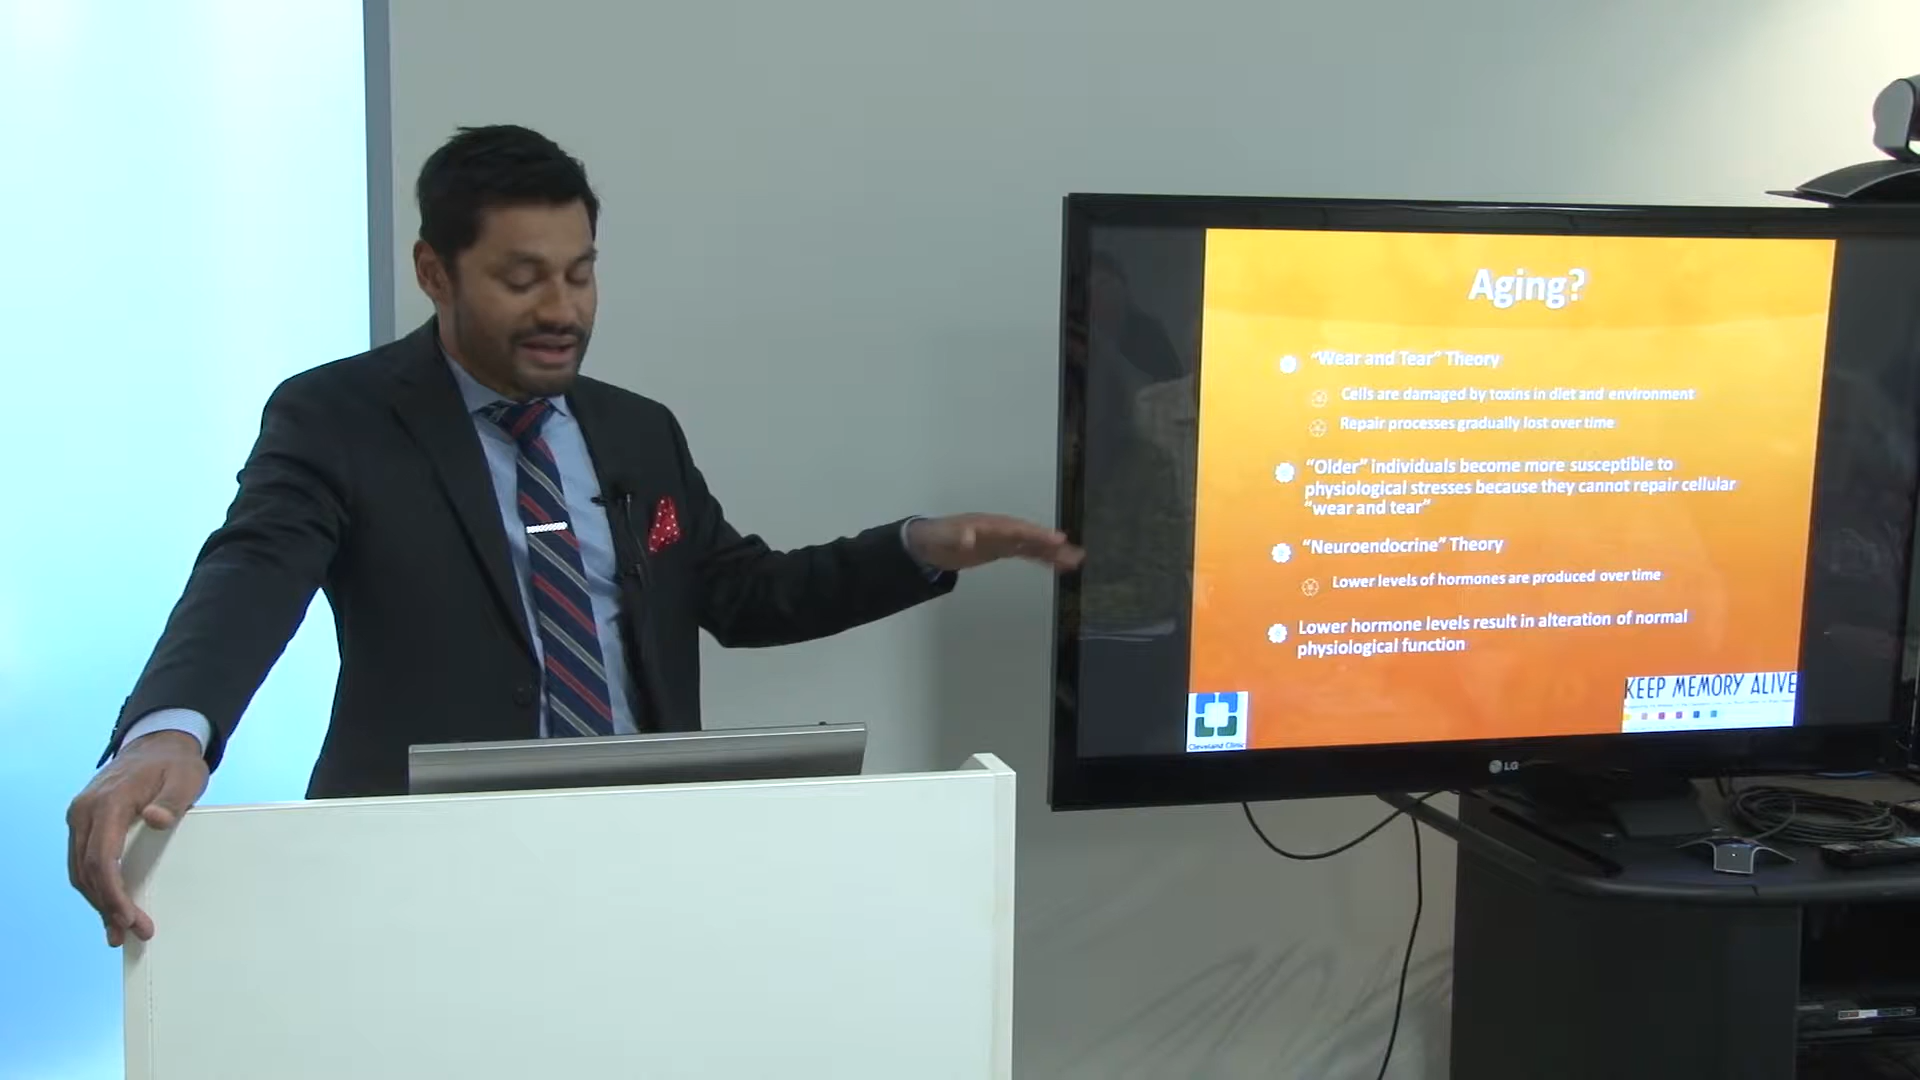 Aging?
“Wear and Tear” Theory
Cells are damaged by toxins in diet and environment
Repair processes gradually lost over time
“Older” individuals become more susceptible to
physiological stresses because they cannot repair cellular
“wear and tear”
“Neuroendocrine” Theory
Lower levels of hormones are produced over time
Lower hormone levels result in alteration of normal
physiological function
Cleveland Clinic
KEEP MEMORY ALIVE
LG